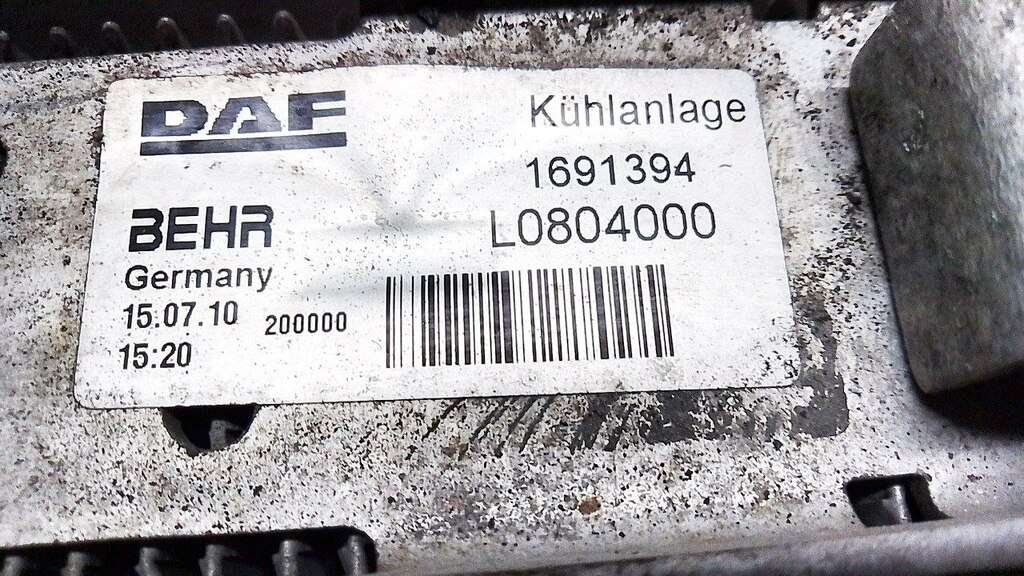 DAF
Kühlanlage
1691394
BEHR
L0804000
Germany
15.07.10
200000
15:20